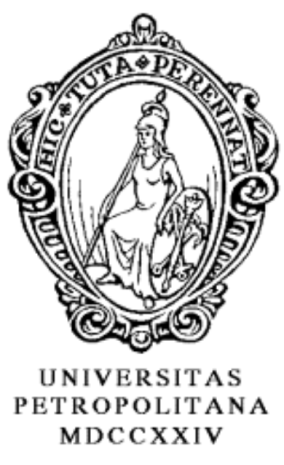 HIC TUTA PERENNAT
UNIVERSITAS
PETROPOLITANA
MDCCXXIV